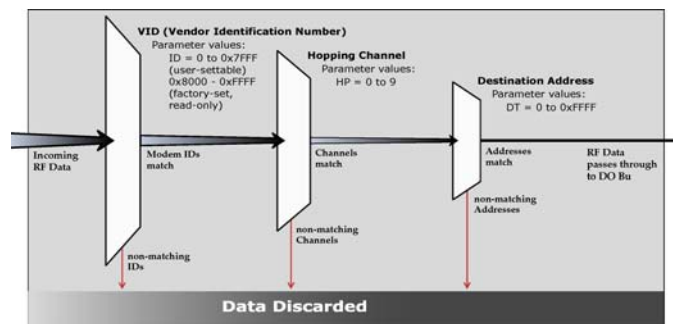 VID (Vendor Identification Number)
Parameter values:
ID = 0 to 0x7FFF
(user-settable)
0x8000 - 0xFFFF
(factory-set,
read-only)
Hopping Channel
Parameter values:
HP = 0 to 9
Destination Address
Parameter values:
DT = 0 to 0xFFFF
Incoming
RF Data
Modem IDs
match
Channels
match
Addresses
match
RF Data
passes through
to DO Bu
non-matching
IDs
non-matching
Channels
non-matching
Addresses
Data Discarded